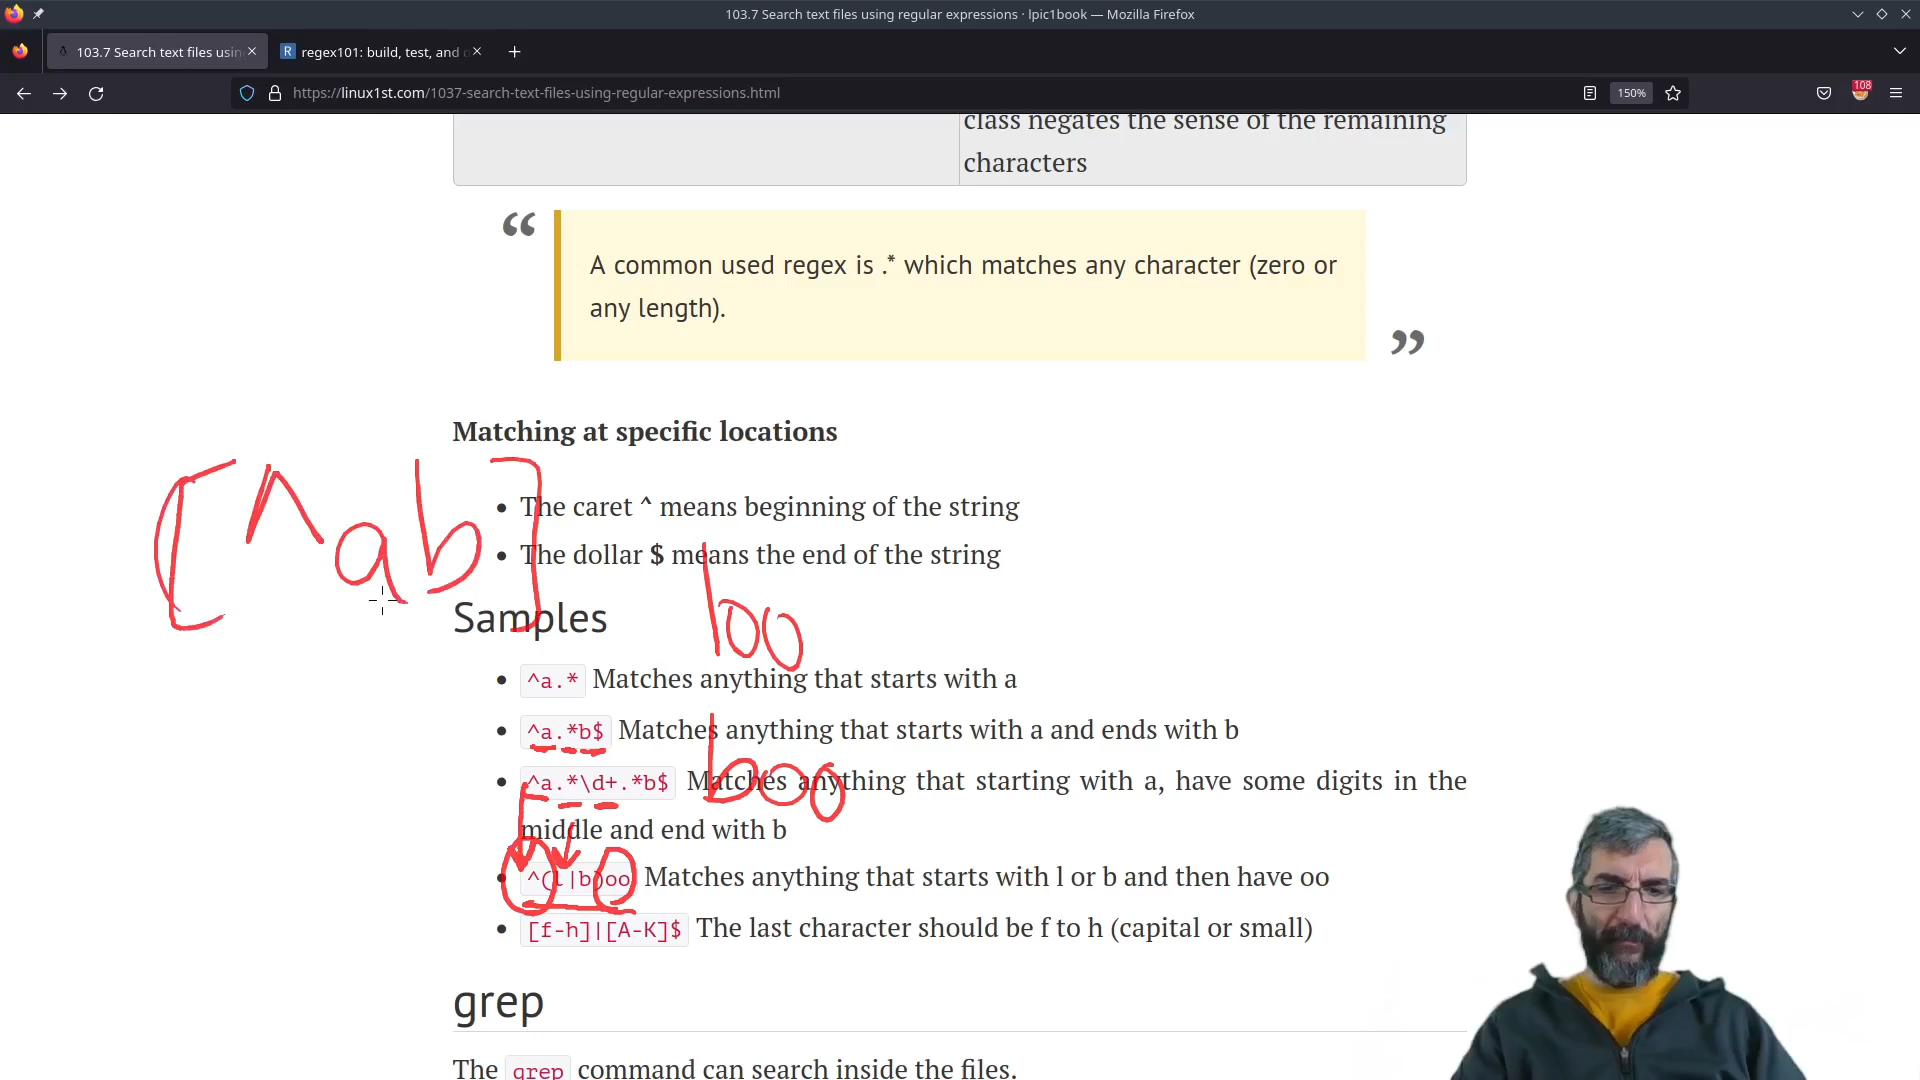 103.7 Search text files using regular expressions · lpic1book — Mozilla Firefox
103.7 Search text files usin
regex101: build, test, and d
https://linux1st.com/1037-search-text-files-using-regular-expressions.html
150%
108
class negates the sense of the remaining
characters
“
A common used regex is .* which matches any character (zero or
any length).
”
Matching at specific locations
[^ab]
• The caret ^ means beginning of the string
• The dollar $ means the end of the string
loo
Samples
• ^a.* Matches anything that starts with a
• ^a.*b$ Matches anything that starts with a and ends with b
boo
• ^a.*\d+.*b$ Matches anything that starting with a, have some digits in the
middle and end with b
• ^(l|b)oo Matches anything that starts with l or b and then have oo
• [f-h]|[A-K]$ The last character should be f to h (capital or small)
grep
The grep command can search inside the files.